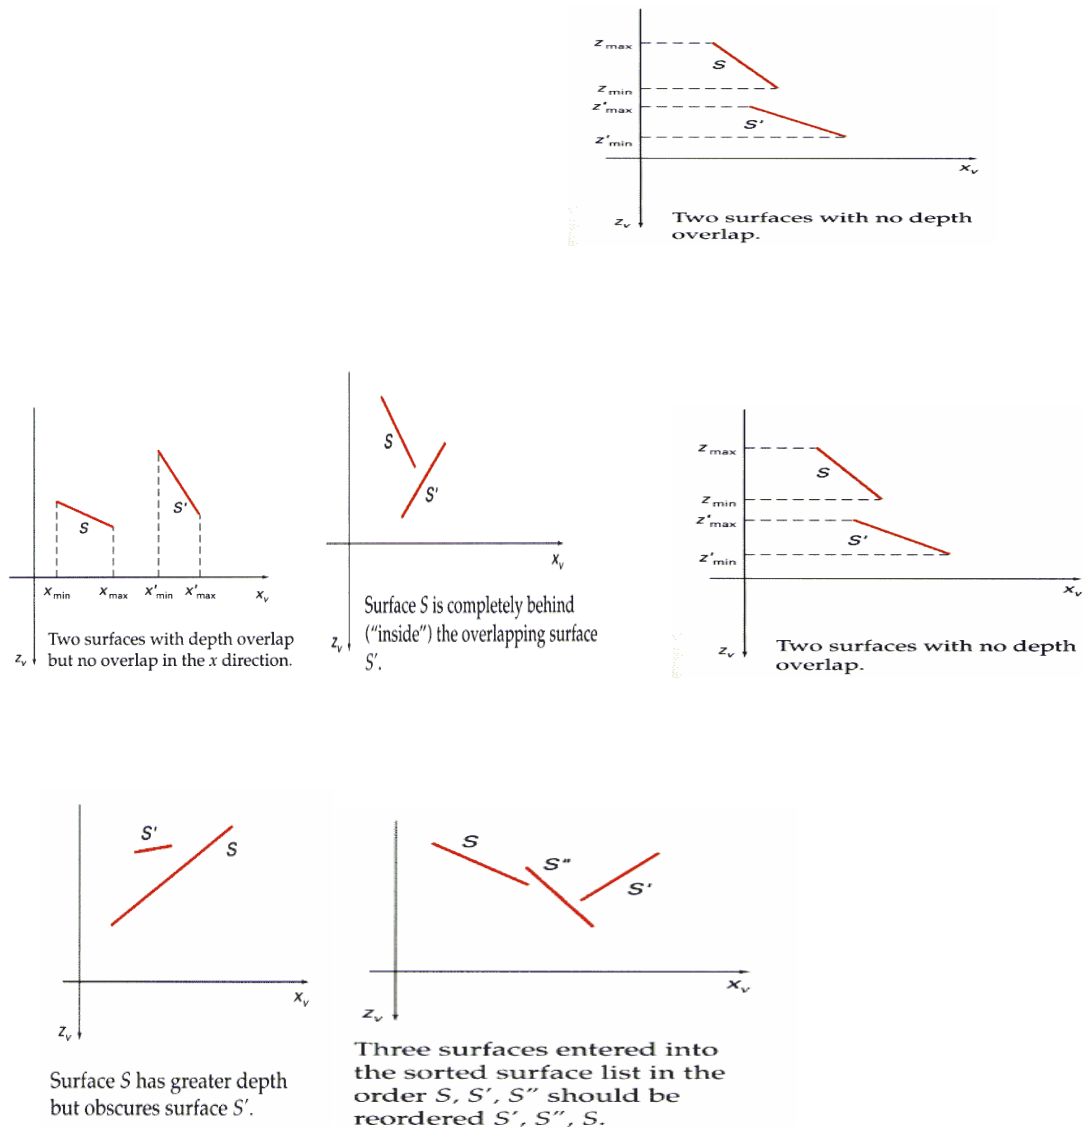 z max
S
z min
z'max
S'
z'min
xv
zv
Two surfaces with no depth
overlap.
S
S'
xmin
xmax
x'min
x'max
xv
zv
Two surfaces with depth overlap
but no overlap in the x direction.
S
S'
xv
zv
Surface S is completely behind
(“inside”) the overlapping surface
S'.
zmax
S
zmin
z'max
S'
z'min
xv
zv
Two surfaces with no depth
overlap.
S'
S
xv
zv
Surface S has greater depth
but obscures surface S'.
S
S"
S'
xv
zv
Three surfaces entered into
the sorted surface list in the
order S, S', S" should be
reordered S', S", S.